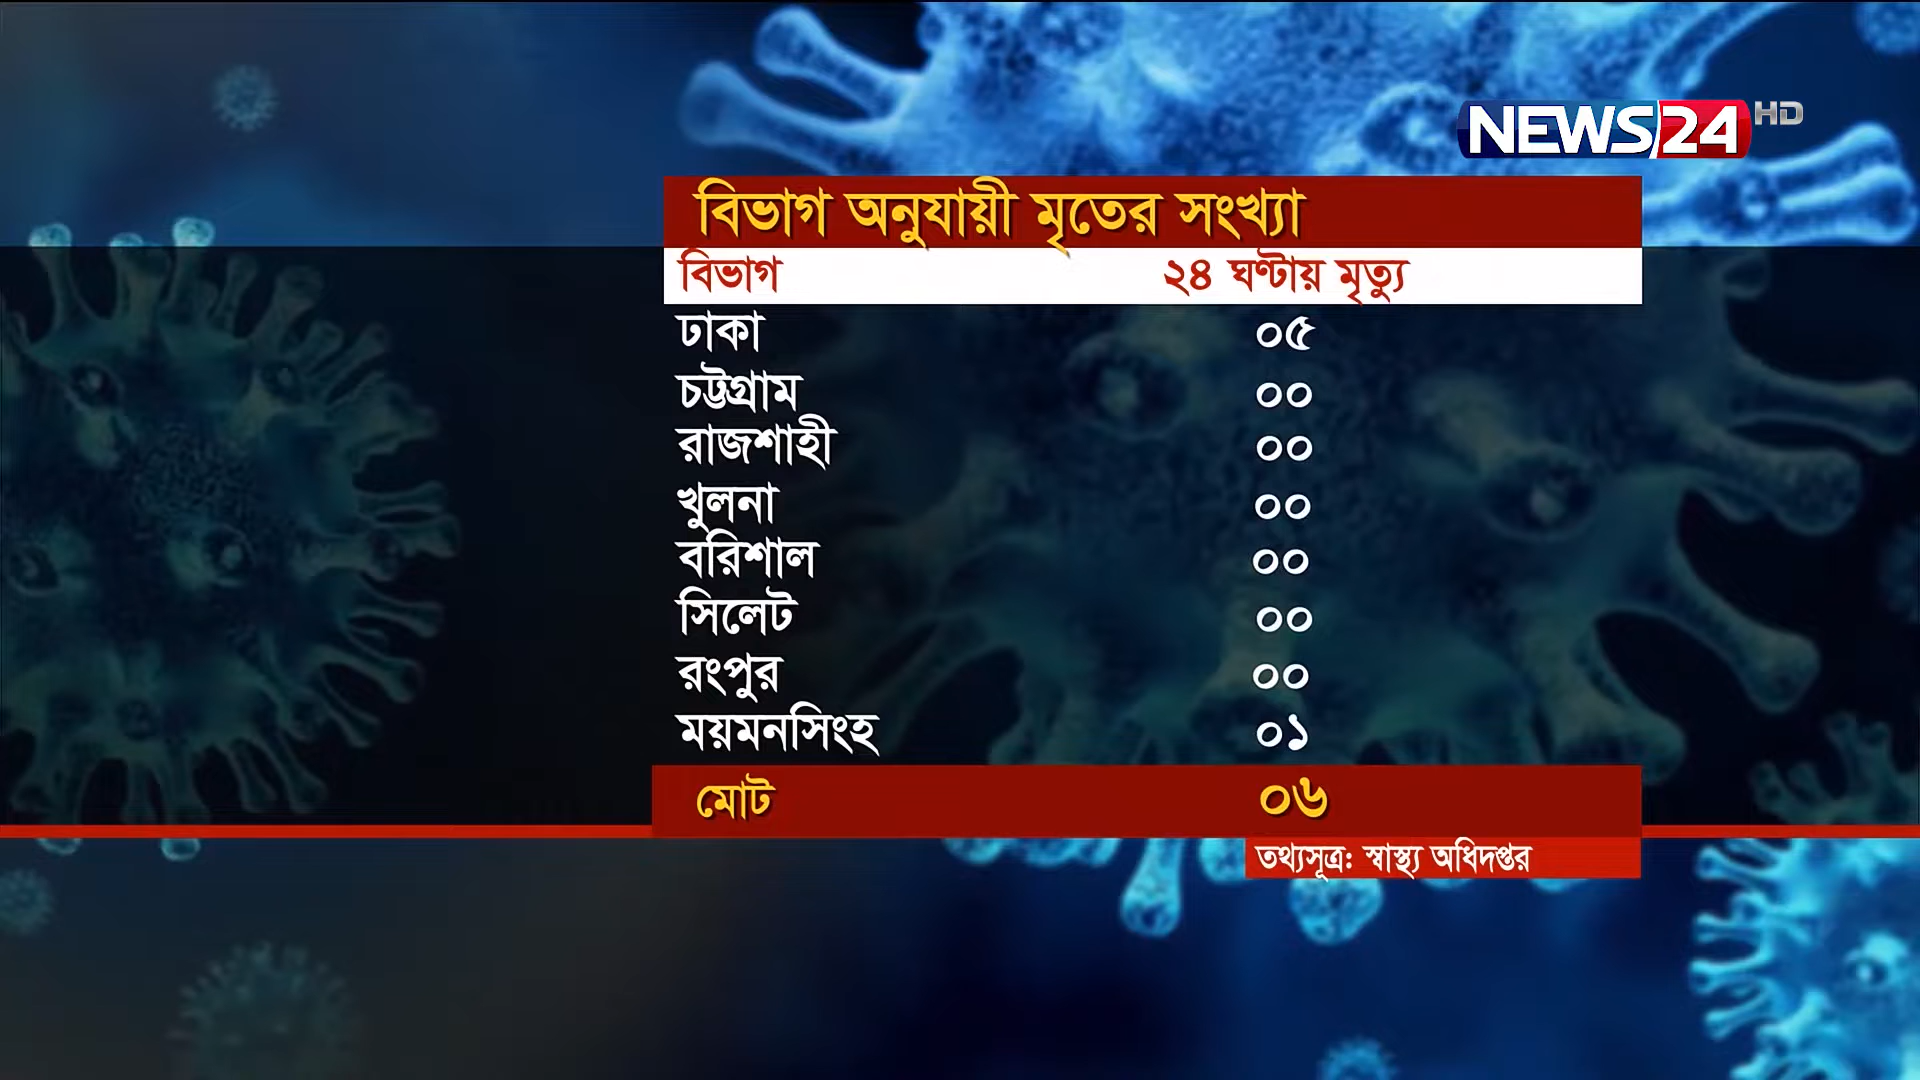 NEWS24 HD
বিভাগ অনুযায়ী মৃতের সংখ্যা
বিভাগ ২৪ ঘণ্টায় মৃত্যু
ঢাকা ০৫
চট্টগ্রাম ০০
রাজশাহী ০০
খুলনা ০০
বরিশাল ০০
সিলেট ০০
রংপুর ০০
ময়মনসিংহ ০১
মোট ০৬
তথ্যসূত্র: স্বাস্থ্য অধিদপ্তর